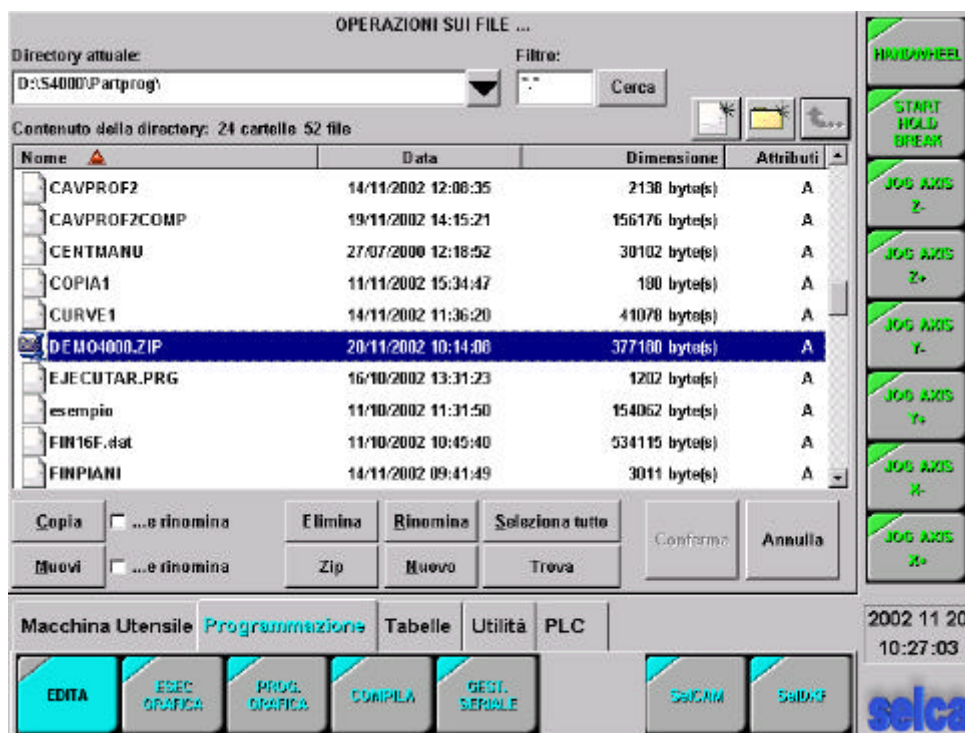 OPERAZIONI SUI FILE ...
Directory attuale: Filtro:
D:\S4000\Partprog\ *.* Cerca
Contenuto della directory: 24 cartelle 52 file
Nome Data Dimensione Attributi
CAVPROF2 14/11/2002 12:08:35 2138 byte(s) A
CAVPROF2COMP 19/11/2002 14:15:21 156176 byte(s) A
CENTMANU 27/07/2000 12:18:52 30102 byte(s) A
COPIA1 11/11/2002 15:34:47 180 byte(s) A
CURVE1 14/11/2002 11:36:20 41078 byte(s) A
DEMO4000.ZIP 20/11/2002 10:14:08 377180 byte(s) A
EJECUTAR.PRG 16/10/2002 13:31:23 1202 byte(s) A
esempio 11/10/2002 11:31:50 154062 byte(s) A
FIN16F.dat 11/10/2002 10:45:40 534115 byte(s) A
FINPIANI 14/11/2002 09:41:49 3011 byte(s) A
Copia ...e rinomina Elimina Rinomina Seleziona tutto Conferma Annulla
Muovi ...e rinomina Zip Nuovo Trova
Macchina Utensile Programmazione Tabelle Utilità PLC
EDITA
ESEC GRAFICA
PROG. GRAFICA
COMPILA
GEST. SERIALE
SelCAM
SelDXF
HANDWHEEL
START
HOLD
BREAK
JOG AXIS
Z-
JOG AXIS
Z+
JOG AXIS
Y-
JOG AXIS
Y+
JOG AXIS
X-
JOG AXIS
X+
2002 11 20
10:27:03
selca